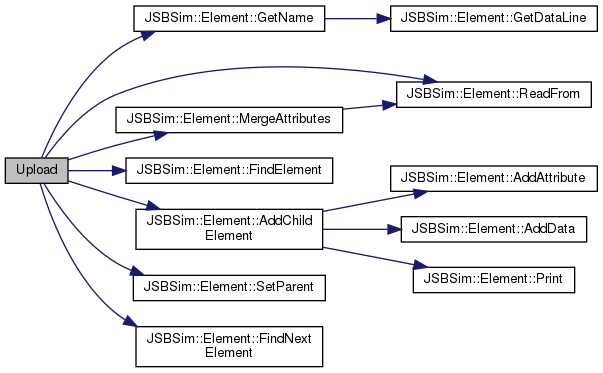 JSBSim::Element::GetName
JSBSim::Element::GetDataLine
JSBSim::Element::ReadFrom
JSBSim::Element::MergeAttributes
Upload
JSBSim::Element::FindElement
JSBSim::Element::AddAttribute
JSBSim::Element::AddChild
Element
JSBSim::Element::AddData
JSBSim::Element::Print
JSBSim::Element::SetParent
JSBSim::Element::FindNext
Element